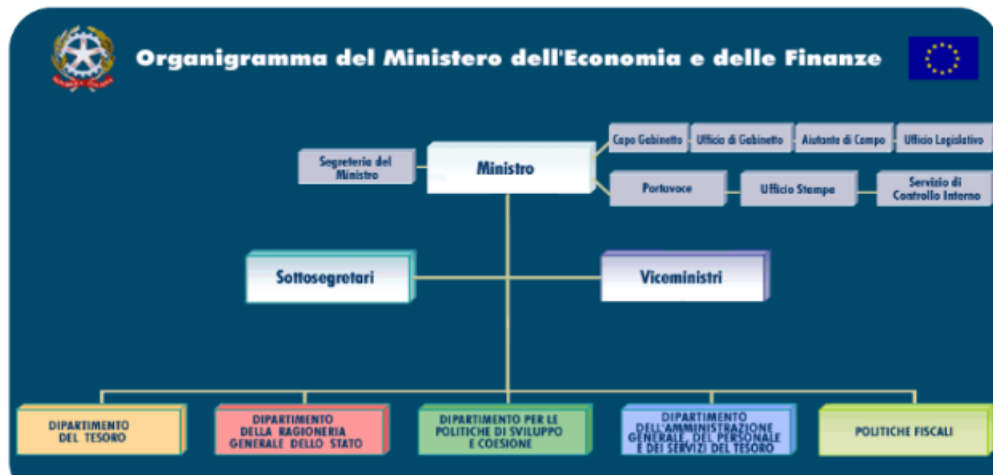 Organigramma del Ministero dell'Economia e delle Finanze
Capo Gabinetto
Ufficio di Gabinetto
Aiutante di Campo
Ufficio Legislativo
Segreteria del
Ministro
Ministro
Portavoce
Ufficio Stampa
Servizio di
Controllo Interno
Sottosegretari
Viceministri
DIPARTIMENTO
DEL TESORO
DIPARTIMENTO
DELLA RAGIONERIA
GENERALE DELLO STATO
DIPARTIMENTO PER LE
POLITICHE DI SVILUPPO
E COESIONE
DIPARTIMENTO
DELL'AMMINISTRAZIONE
GENERALE, DEL PERSONALE
E DEI SERVIZI DEL TESORO
POLITICHE FISCALI